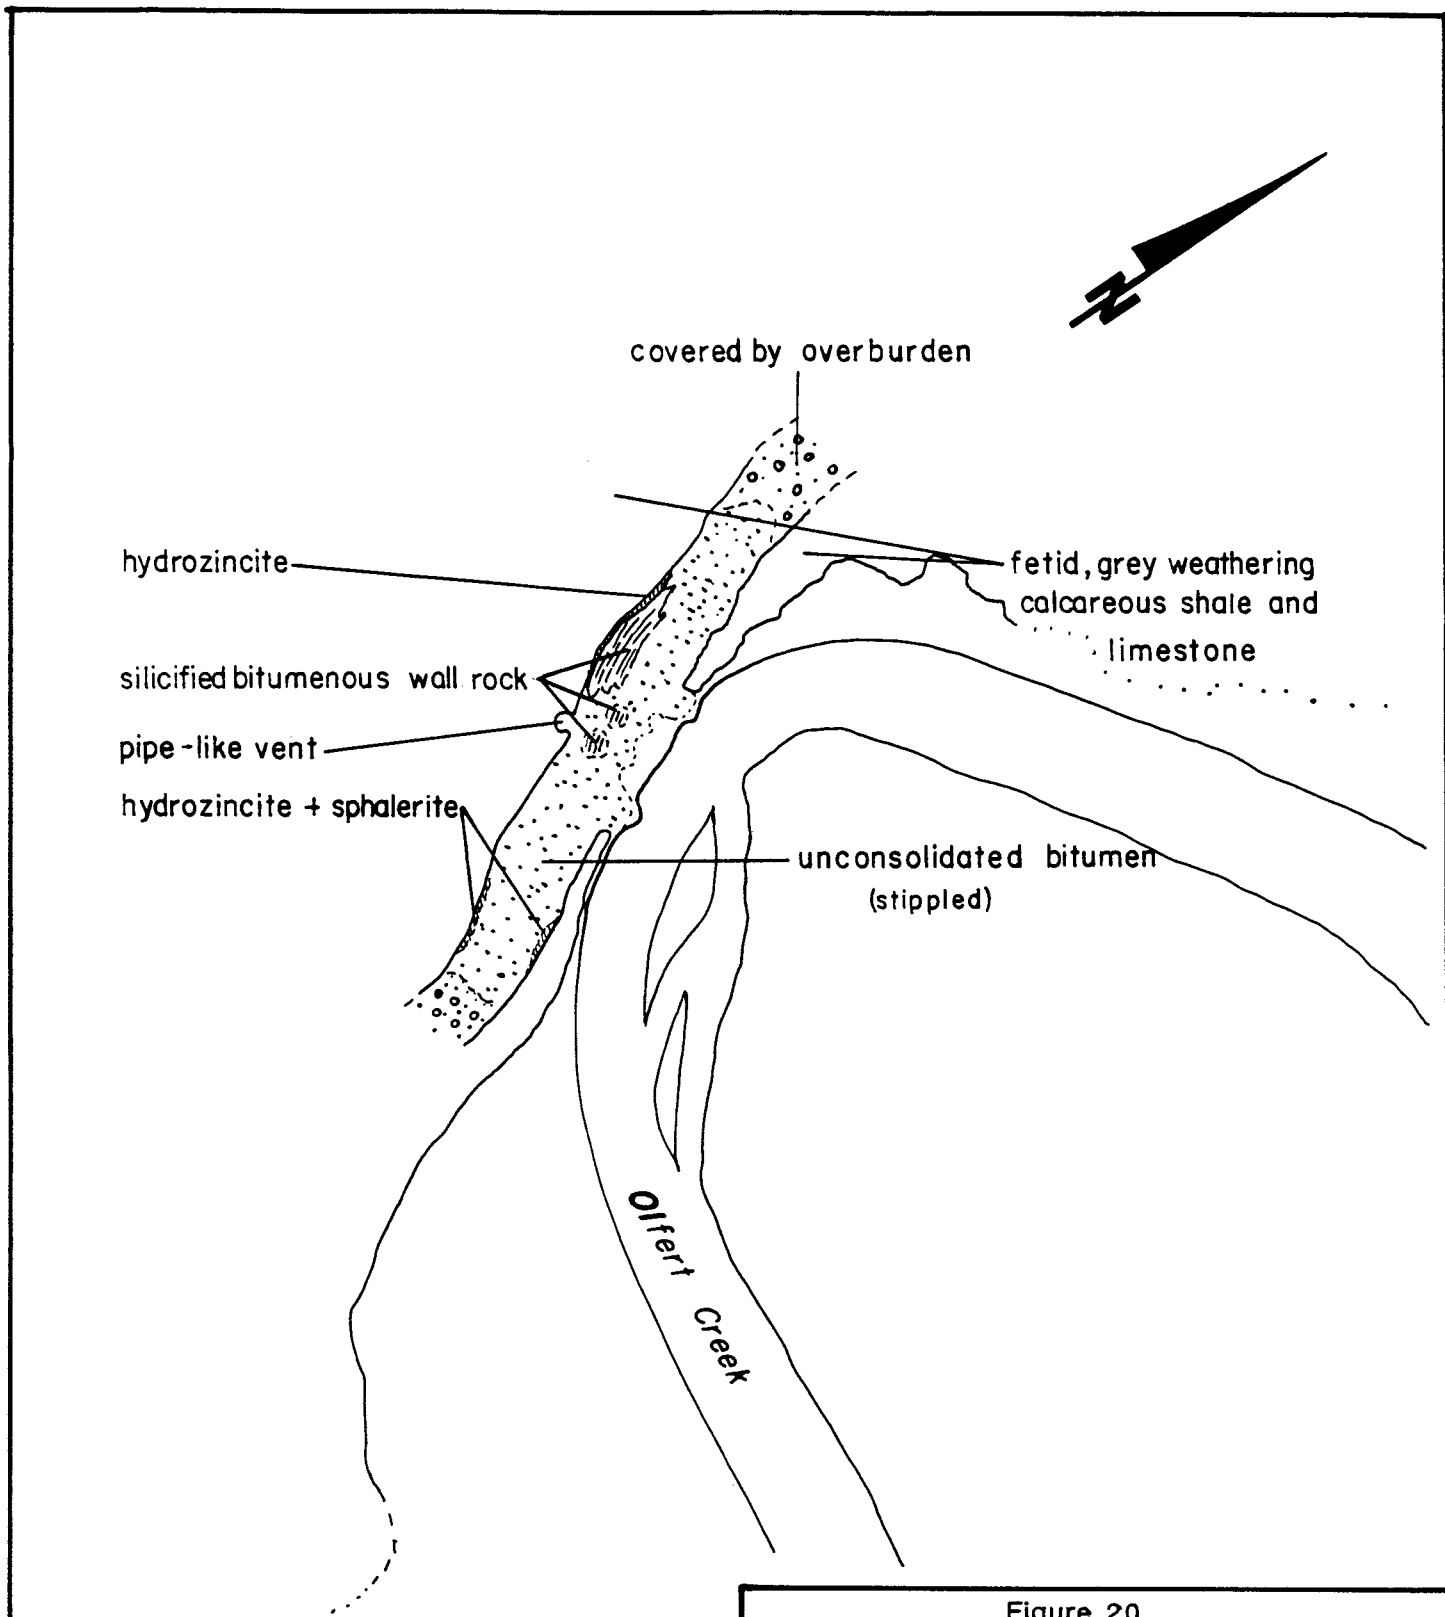 N
covered by overburden
hydrozincite
fetid, grey weathering
calcareous shale and
limestone
silicified bitumenous wall rock
pipe-like vent
hydrozincite + sphalerite
unconsolidated bitumen
(stippled)
Olfert Creek
Figure 20